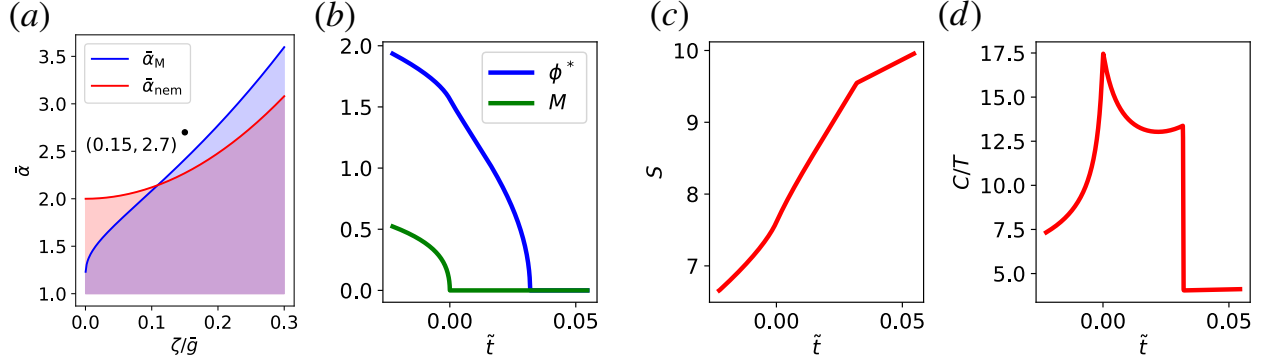 (a)
3.5
3.0
2.5
2.0
1.5
1.0
ᾱ
ᾱ_M
ᾱ_nem
(0.15, 2.7)
0.0 0.1 0.2 0.3
ζ/ḡ
(b)
2.0
1.5
1.0
0.5
0.0
ϕ*
M
0.00 0.05
t̃
(c)
10
9
8
7
S
0.00 0.05
t̃
(d)
17.5
15.0
12.5
10.0
7.5
5.0
C/T
0.00 0.05
t̃